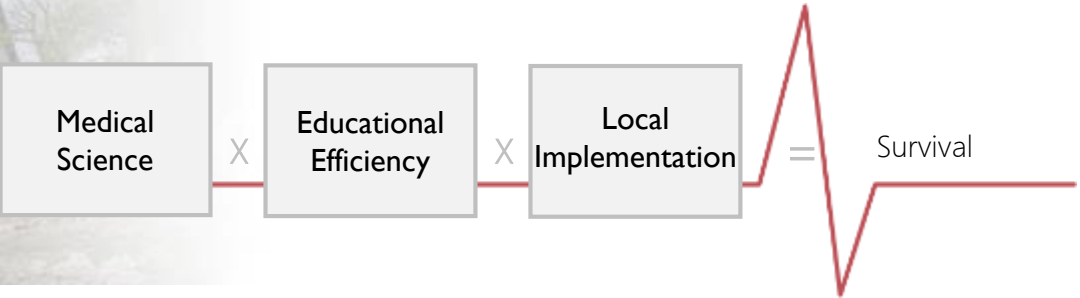 Medical
Science
X
Educational
Efficiency
X
Local
Implementation
=
Survival